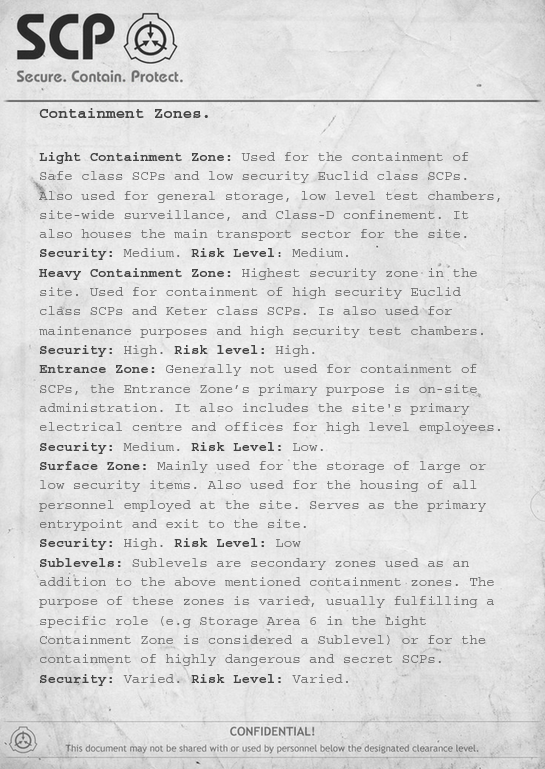 SCP
Secure. Contain. Protect.
Containment Zones.
Light Containment Zone: Used for the containment of
Safe class SCPs and low security Euclid class SCPs.
Also used for general storage, low level test chambers,
site-wide surveillance, and Class-D confinement. It
also houses the main transport sector for the site.
Security: Medium. Risk Level: Medium.
Heavy Containment Zone: Highest security zone in the
site. Used for containment of high security Euclid
class SCPs and Keter class SCPs. Is also used for
maintenance purposes and high security test chambers.
Security: High. Risk level: High.
Entrance Zone: Generally not used for containment of
SCPs, the Entrance Zone’s primary purpose is on-site
administration. It also includes the site's primary
electrical centre and offices for high level employees.
Security: Medium. Risk Level: Low.
Surface Zone: Mainly used for the storage of large or
low security items. Also used for the housing of all
personnel employed at the site. Serves as the primary
entrypoint and exit to the site.
Security: High. Risk Level: Low
Sublevels: Sublevels are secondary zones used as an
addition to the above mentioned containment zones. The
purpose of these zones is varied, usually fulfilling a
specific role (e.g Storage Area 6 in the Light
Containment Zone is considered a Sublevel) or for the
containment of highly dangerous and secret SCPs.
Security: Varied. Risk Level: Varied.
CONFIDENTIAL!
This document may not be shared with or used by personnel below the designated clearance level.